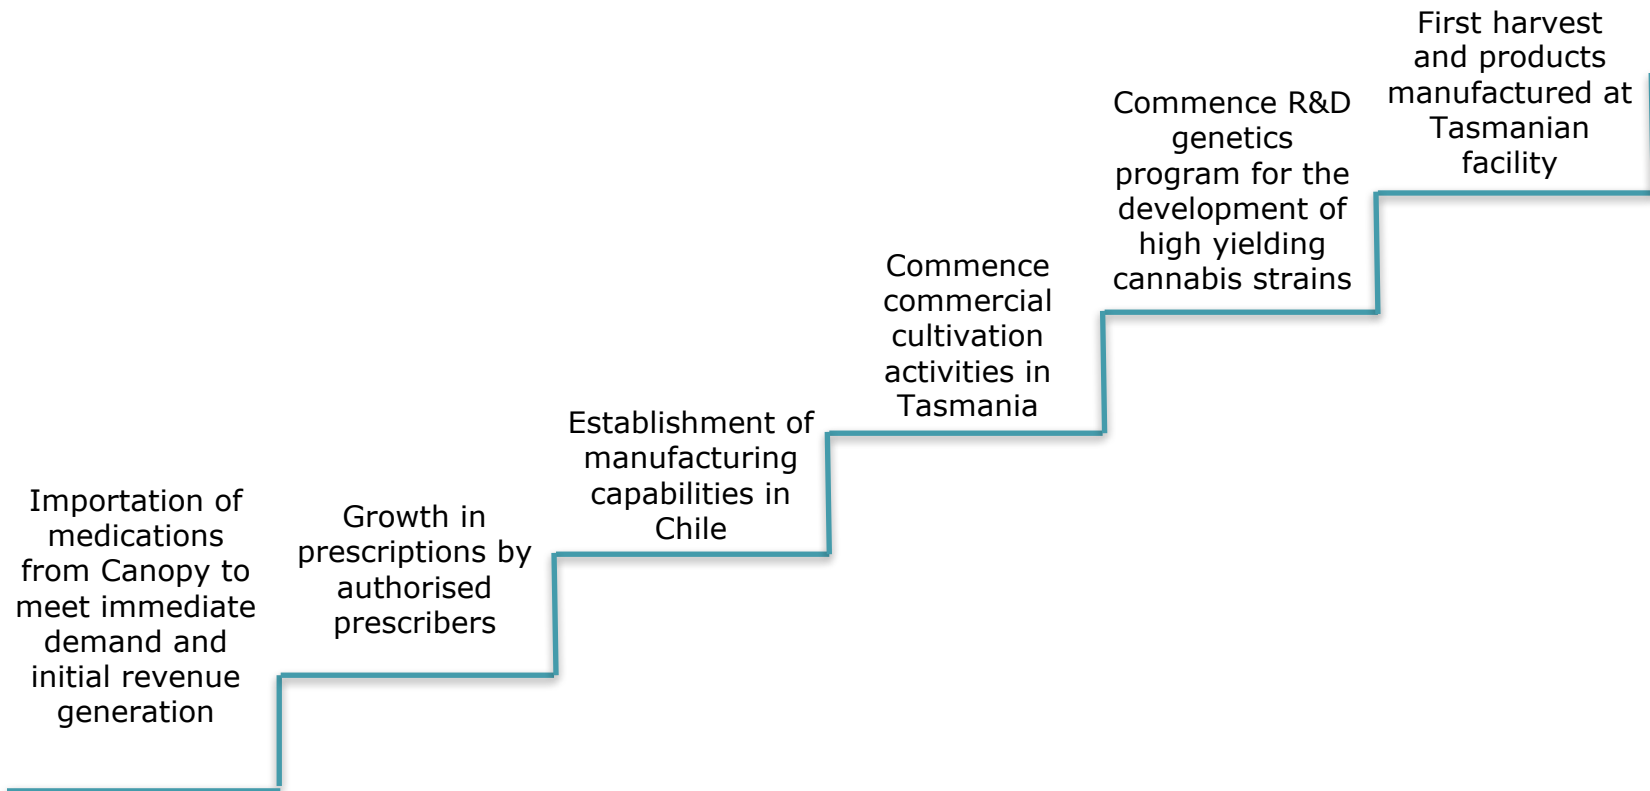 Importation of
medications
from Canopy to
meet immediate
demand and
initial revenue
generation
Growth in
prescriptions by
authorised
prescribers
Establishment of
manufacturing
capabilities in
Chile
Commence
commercial
cultivation
activities in
Tasmania
Commence R&D
genetics
program for the
development of
high yielding
cannabis strains
First harvest
and products
manufactured at
Tasmanian
facility